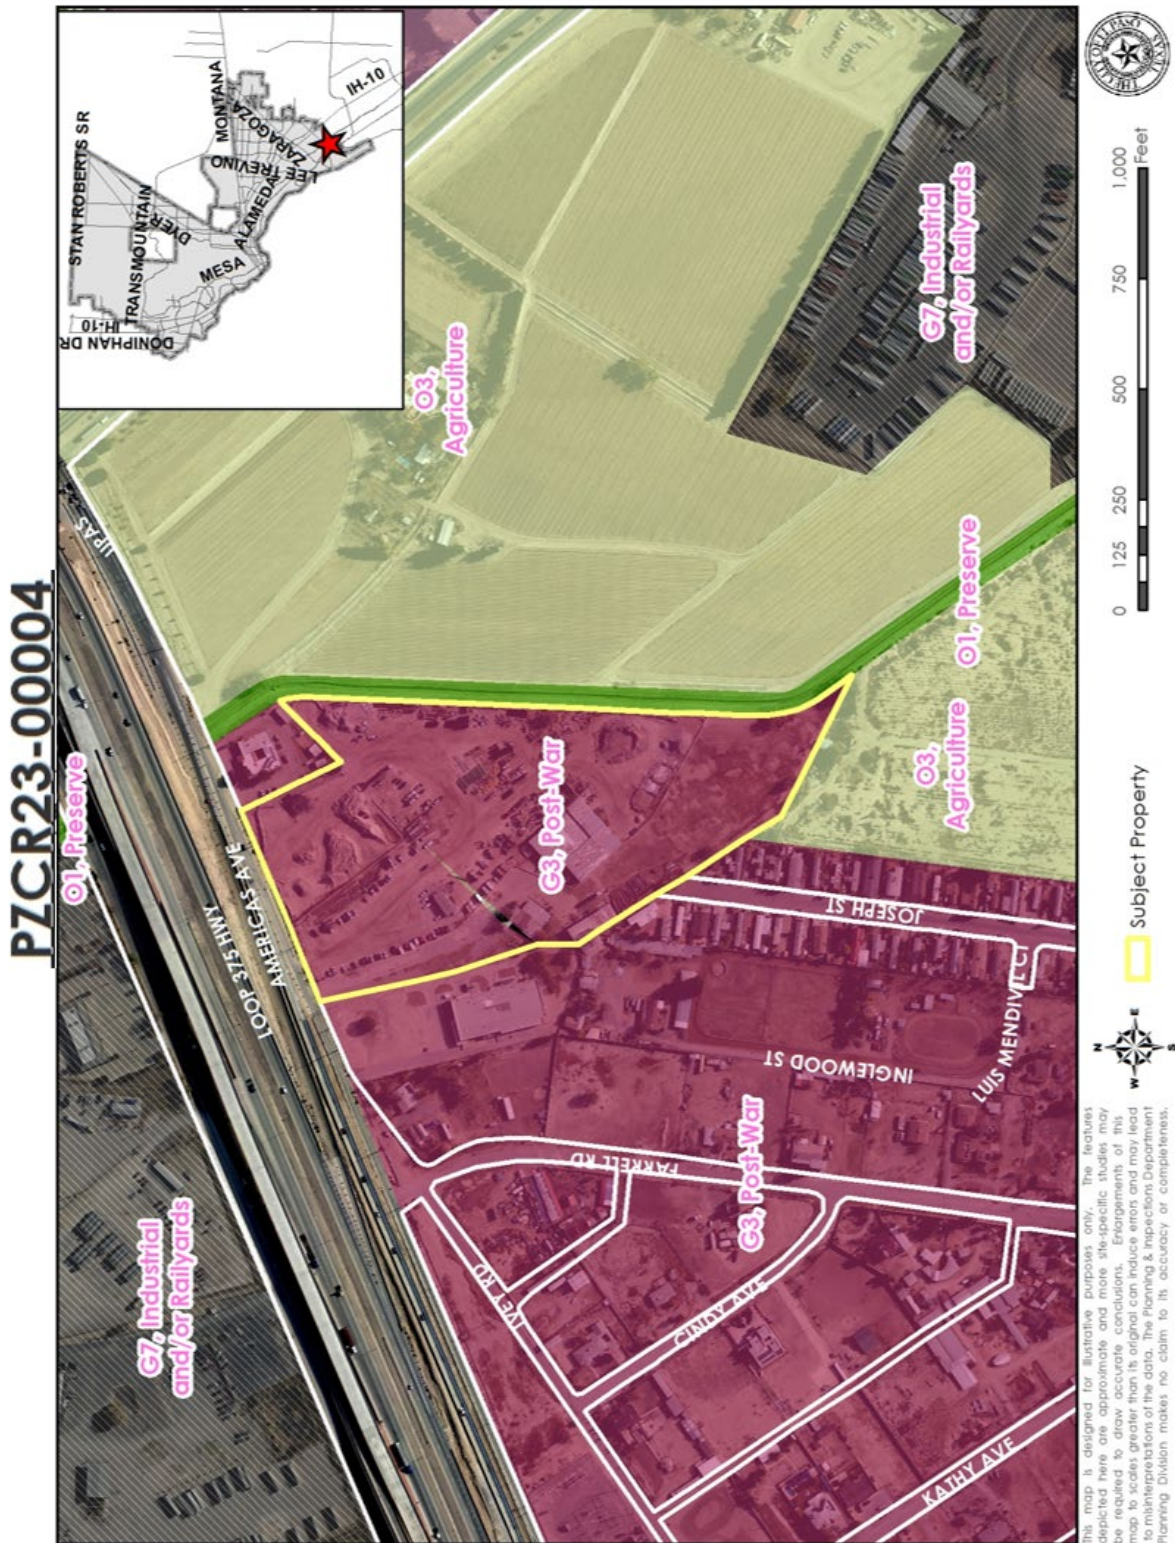 PZCR23-00004
STAN ROBERTS SR
TRANSMOUNTAIN
DONIPHAN DR
IH-10
DYER
MESA
ALAMEDA
MONTANA
ZARAGOZA
LEE TREVINO
IH-10
G7, Industrial
and/or Railyards
O1, Preserve
LOOP 375 HWY
AMERICAS AVE
IVEY RD
FARRELL RD
CINDY AVE
KATHY AVE
G3, Post-War
INGLEWOOD ST
LUIS MENDIVIL CT
JOSEPH ST
G3, Post-War
O3,
Agriculture
O3,
Agriculture
O1, Preserve
G7, Industrial
and/or Railyards
This map is designed for illustrative purposes only. The features
depicted here are approximate and more site-specific studies may
be required to draw accurate conclusions. Enlargements of this
map to scales greater than its original can induce errors and may lead
to misinterpretations of the data. The Planning & Inspections Department
Planning Division makes no claim to its accuracy or completeness.
N
W
E
S
Subject Property
0 125 250 500 750 1,000
Feet
THE CITY OF EL PASO
TEXAS